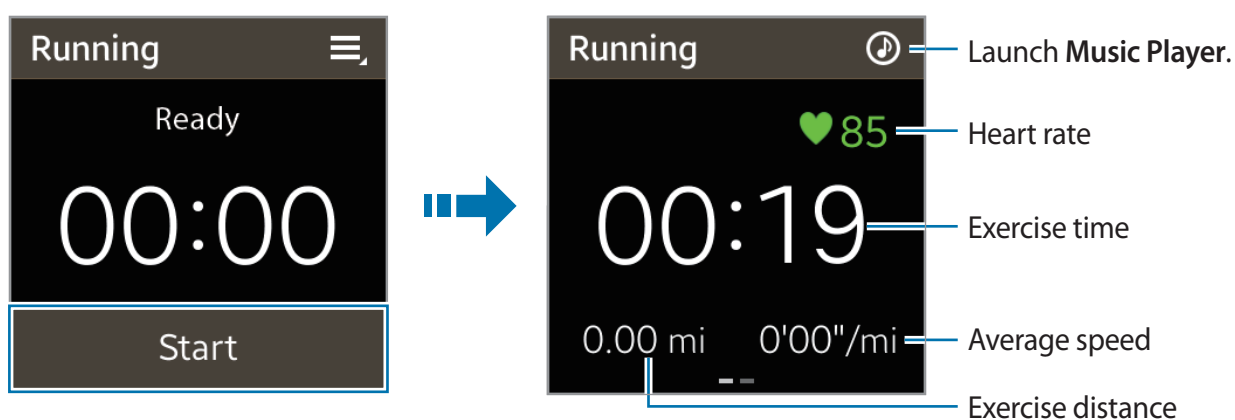 Running
Ready
00:00
Start
Running
Launch Music Player.
85
Heart rate
00:19
Exercise time
0.00 mi
0'00"/mi
Average speed
Exercise distance